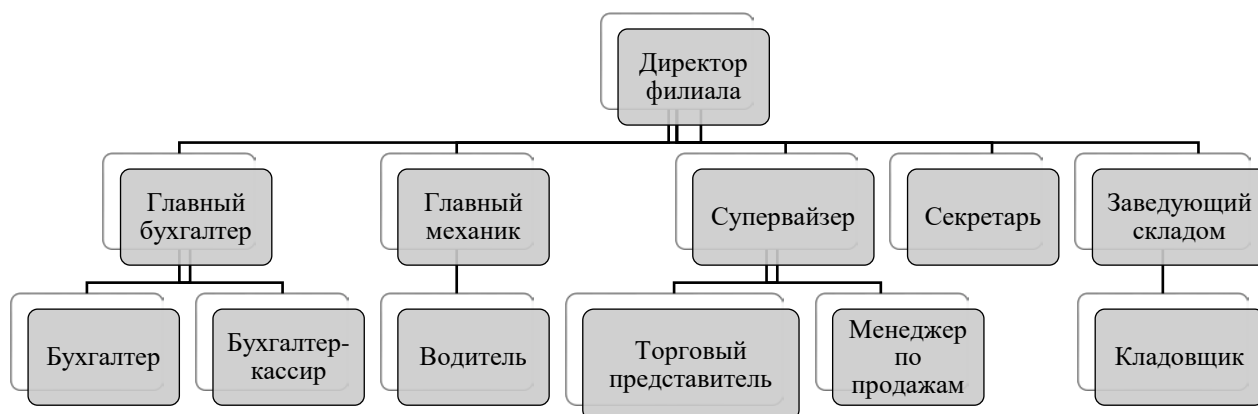 Директор
филиала
Главный
бухгалтер
Главный
механик
Супервайзер
Секретарь
Заведующий
складом
Бухгалтер
Бухгалтер-
кассир
Водитель
Торговый
представитель
Менеджер
по
продажам
Кладовщик